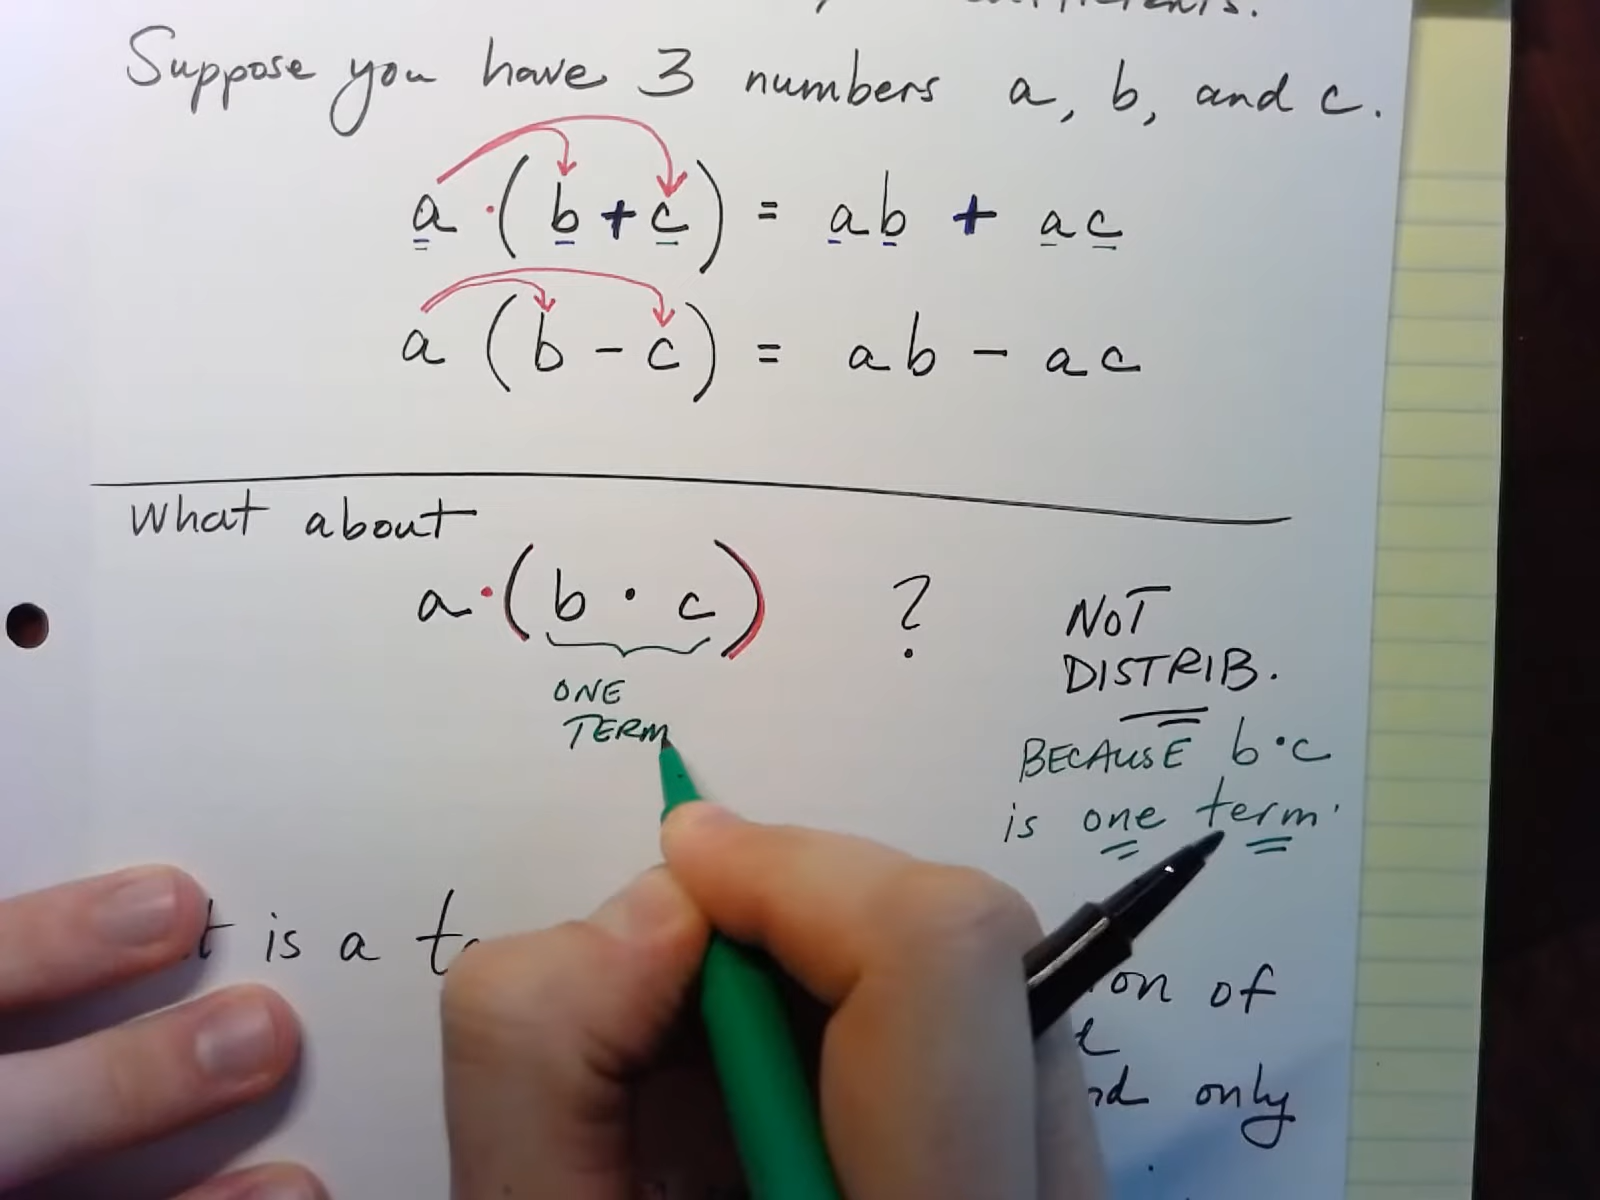 Suppose you have 3 numbers a, b, and c.
a · (b + c) = ab + ac
a (b - c) = ab - ac
What about
a · (b · c) ?
ONE
TERM
NOT
DISTRIB.
BECAUSE b·c
is one term.
is a
of
only